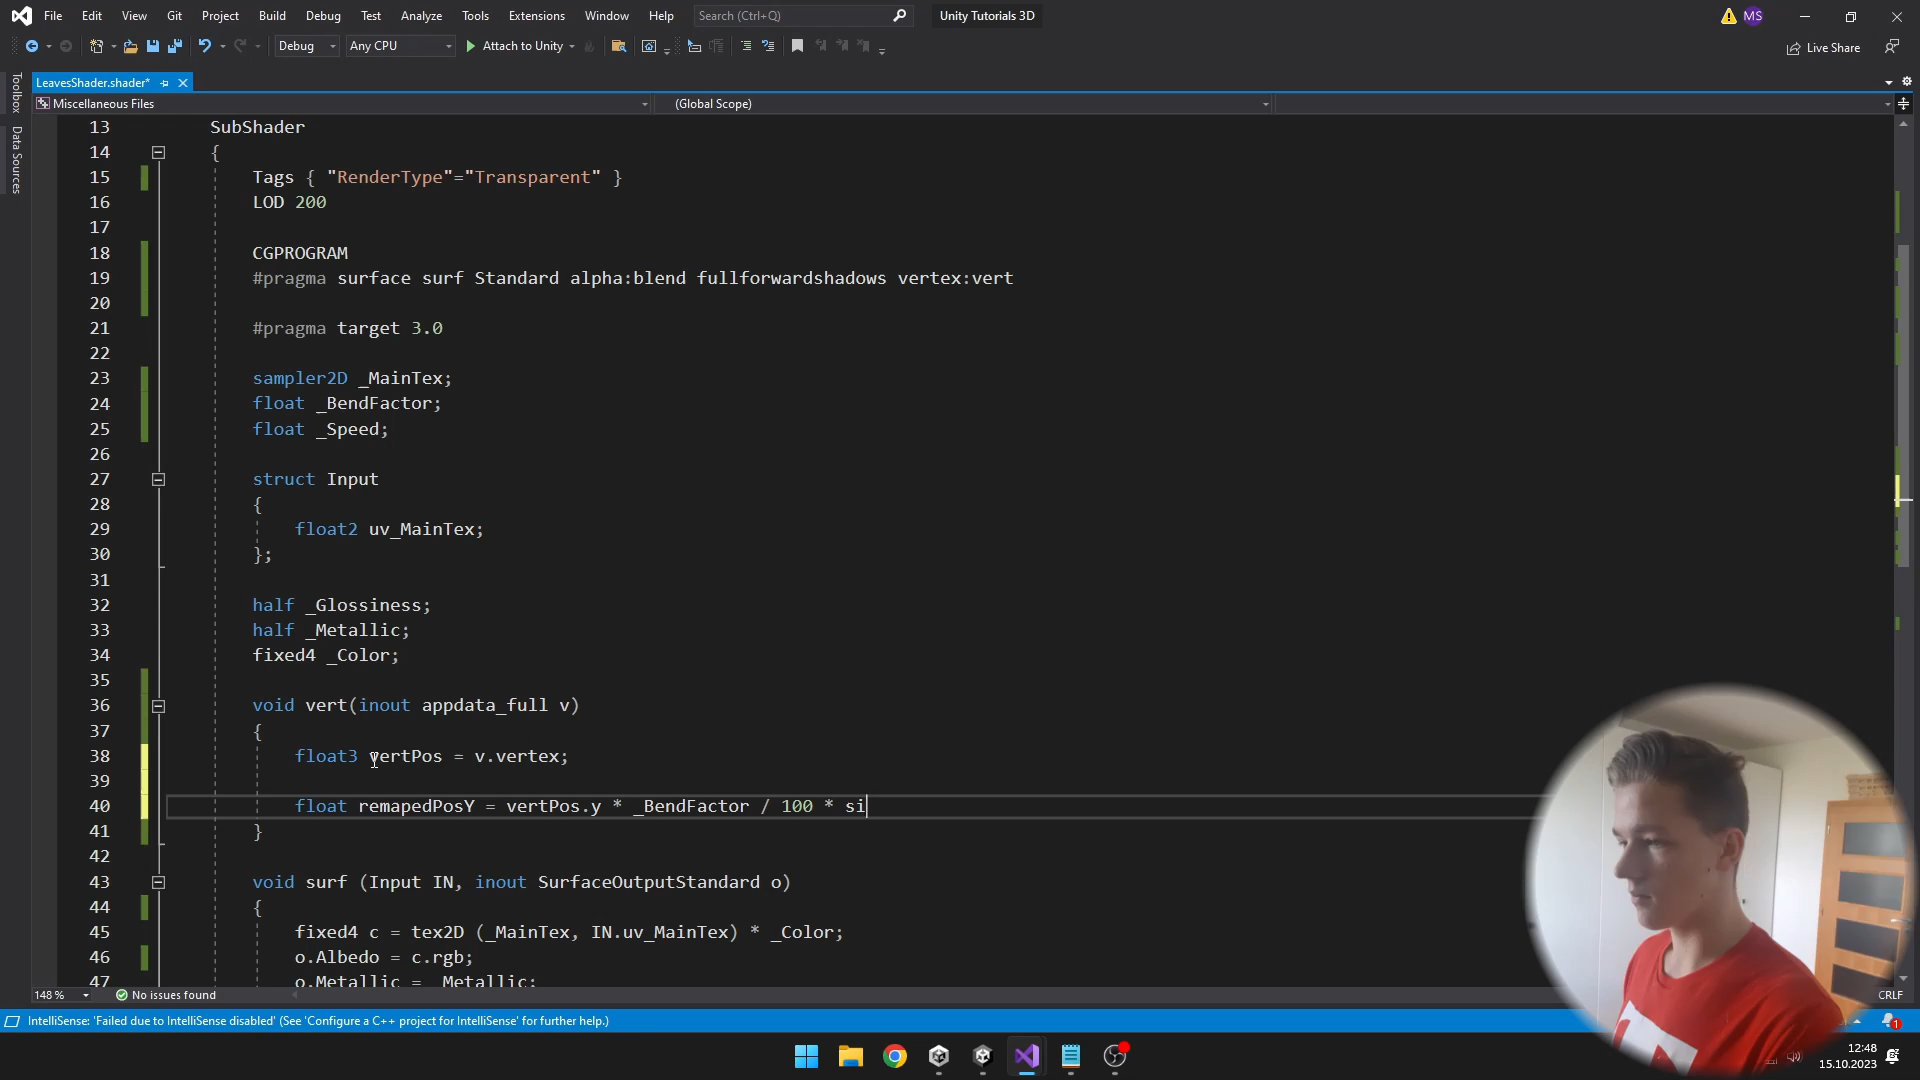 File Edit View Git Project Build Debug Test Analyze Tools Extensions Window Help Search (Ctrl+Q) Unity Tutorials 3D MS
Debug Any CPU Attach to Unity Live Share
Toolbox
Data Sources
LeavesShader.shader*
Miscellaneous Files (Global Scope)
13 SubShader
14 {
15 Tags { "RenderType"="Transparent" }
16 LOD 200
17
18 CGPROGRAM
19 #pragma surface surf Standard alpha:blend fullforwardshadows vertex:vert
20
21 #pragma target 3.0
22
23 sampler2D _MainTex;
24 float _BendFactor;
25 float _Speed;
26
27 struct Input
28 {
29 float2 uv_MainTex;
30 };
31
32 half _Glossiness;
33 half _Metallic;
34 fixed4 _Color;
35
36 void vert(inout appdata_full v)
37 {
38 float3 vertPos = v.vertex;
39
40 float remapedPosY = vertPos.y * _BendFactor / 100 * si
41 }
42
43 void surf (Input IN, inout SurfaceOutputStandard o)
44 {
45 fixed4 c = tex2D (_MainTex, IN.uv_MainTex) * _Color;
46 o.Albedo = c.rgb;
47 o.Metallic = _Metallic;
148 % No issues found CRLF
IntelliSense: 'Failed due to IntelliSense disabled' (See 'Configure a C++ project for IntelliSense' for further help.) 1
12:48
15.10.2023